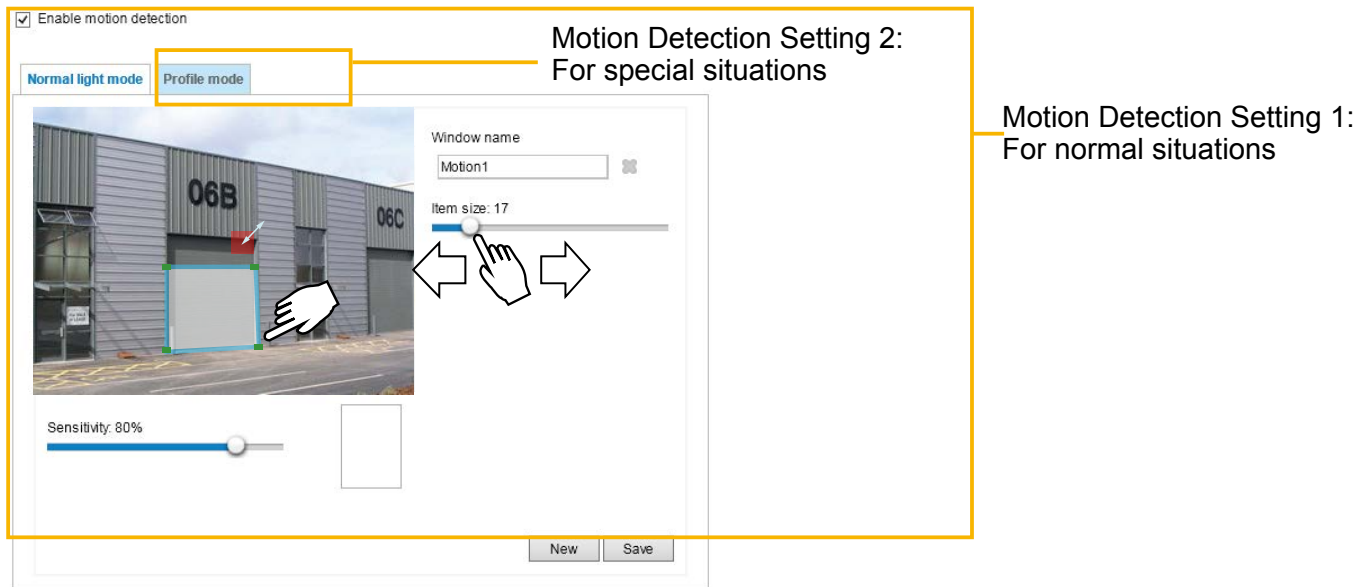 Enable motion detection
Motion Detection Setting 2:
For special situations
Normal light mode
Profile mode
Motion Detection Setting 1:
For normal situations
Window name
Motion1
06B
06C
Item size: 17
Sensitivity: 80%
New
Save